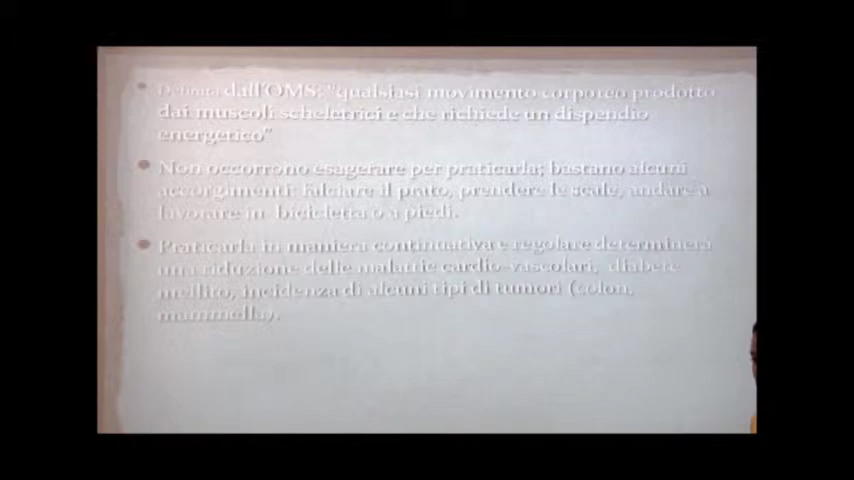 Definita dall'OMS: "qualsiasi movimento corporeo prodotto
dai muscoli scheletrici e che richiede un dispendio
energetico"
Non occorrono esagerare per praticarla; bastano alcuni
accorgimenti: falciare il prato, prendere le scale, andare a
lavorare in bicicletta o a piedi.
Praticarla in maniera continuativa e regolare determinerà
una riduzione delle malattie cardio-vascolari, diabete
mellito, incidenza di alcuni tipi di tumori (colon,
mammella).